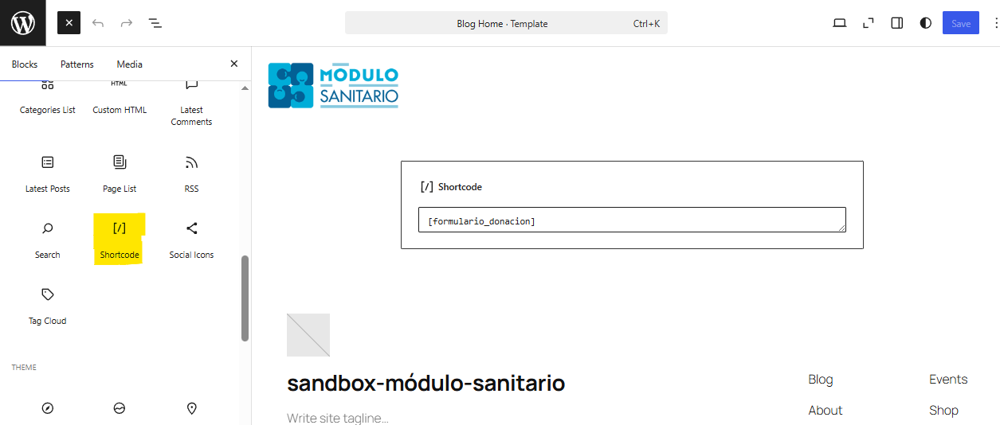 Blog Home · Template
Ctrl+K
Save
Blocks
Patterns
Media
HTML
Categories List
Custom HTML
Latest Comments
Latest Posts
Page List
RSS
Search
[/]
Shortcode
Social Icons
Tag Cloud
THEME
MÓDULO
SANITARIO
[/] Shortcode
[formulario_donacion]
sandbox-módulo-sanitario
Write site tagline...
Blog
Events
About
Shop